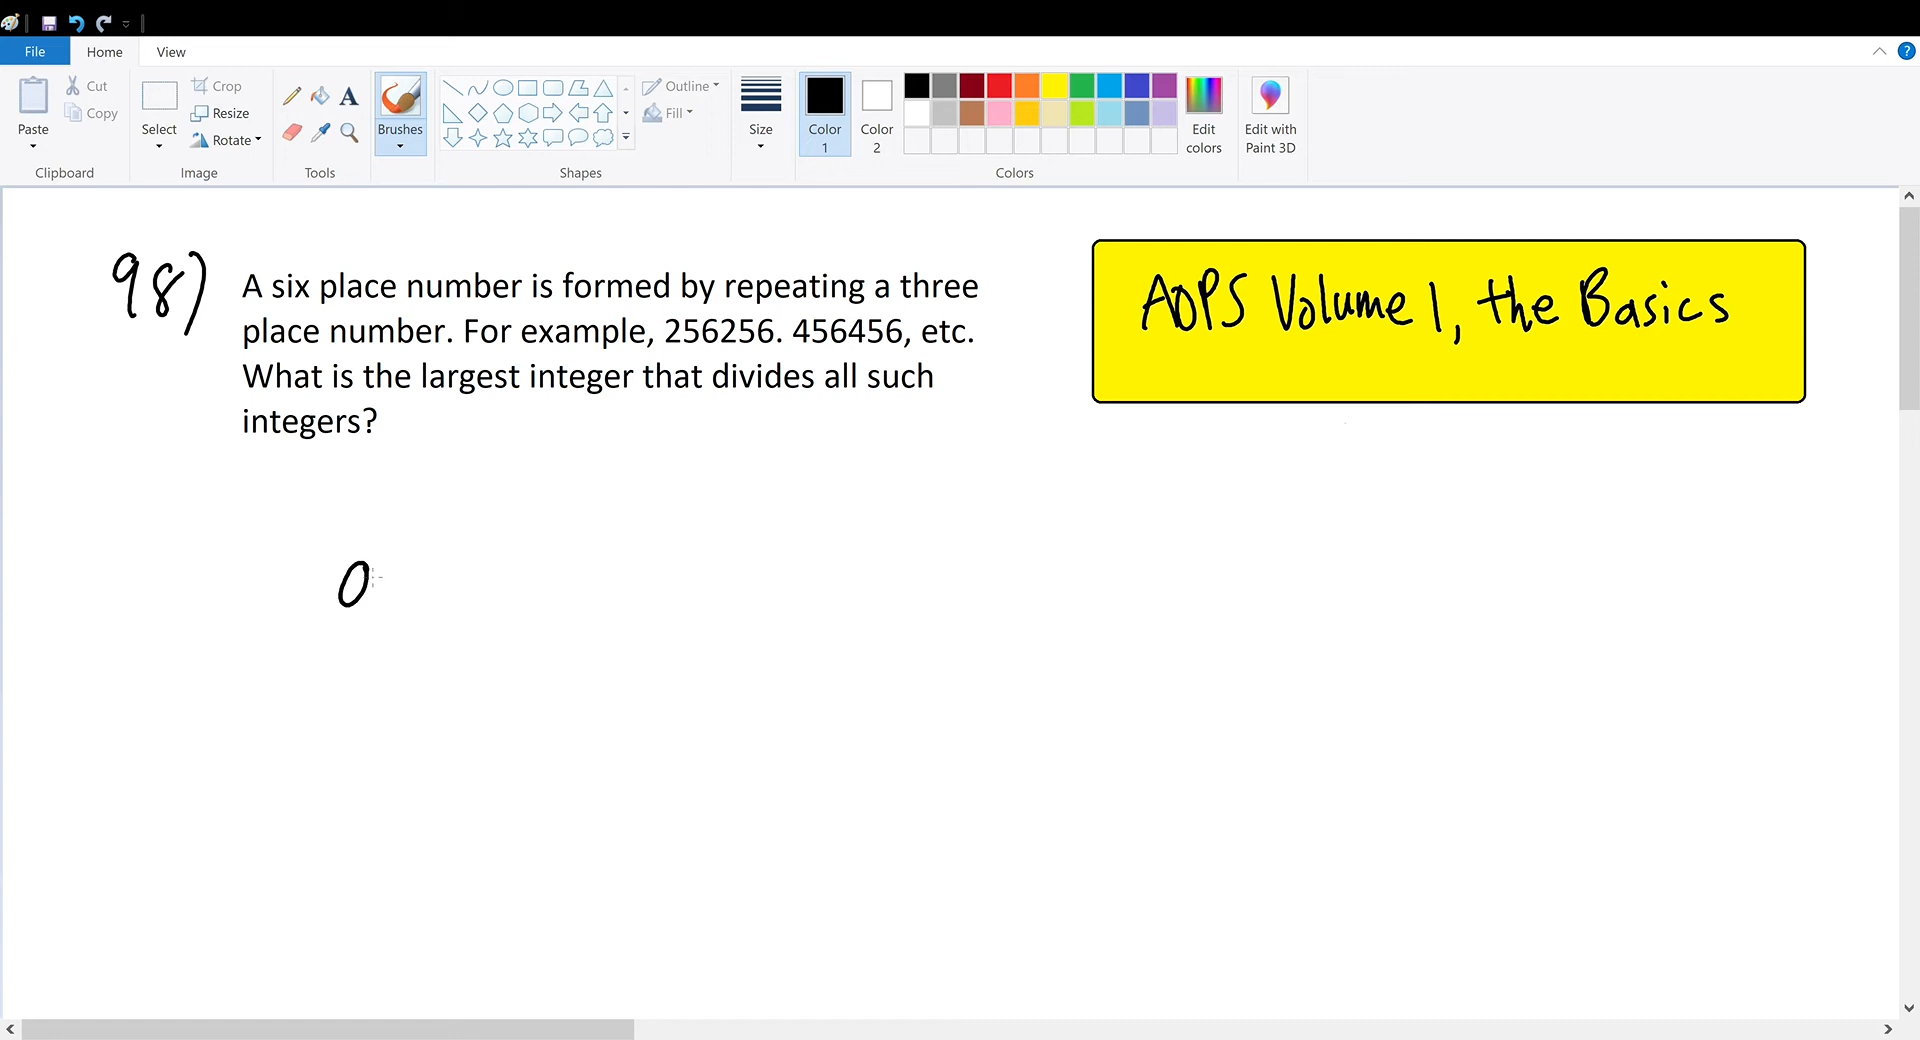 File Home View
Paste
Cut
Copy
Clipboard
Select
Crop
Resize
Rotate
Image
A
Tools
Brushes
Outline
Fill
Shapes
Size
Color 1
Color 2
Edit colors
Edit with Paint 3D
Colors
?
98) A six place number is formed by repeating a three
place number. For example, 256256. 456456, etc.
What is the largest integer that divides all such
integers?
AOPS Volume 1, the Basics
0